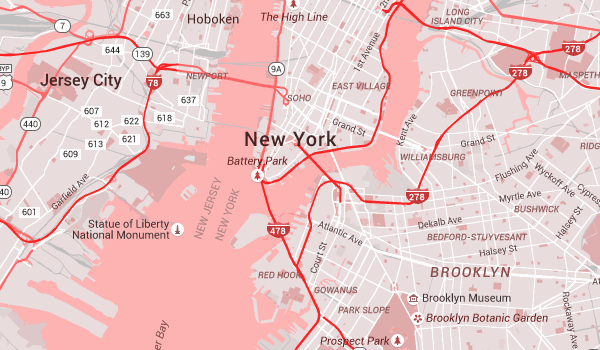 663
Hoboken
The High Line
2nd
LONG
ISLAND CITY
7
644
139
1st Avenue
278
278
BYP
9
Jersey City
78
NEWPORT
9A
EAST VILLAGE
GREENPOINT
MASPETH
637
SOHO
607
612
622
618
440
613
621
Grand St
Kent Ave
New York
Grand St
RIDG
609
Battery Park
WILLIAMSBURG
Flushing Ave
Wyckoff Ave
Garfield Ave
NEW JERSEY
NEW YORK
278
Myrtle Ave
Cypress
440
601
BUSHWICK
Statue of Liberty
National Monument
478
Atlantic Ave
Dekalb Ave
BEDFORD-STUYVESANT
Halsey St
Halsey St
Court St
RED HOOK
BROOKLYN
GOWANUS
Brooklyn Museum
Rockaway Ave
PARK SLOPE
Brooklyn Botanic Garden
er Bay
Prospect Park